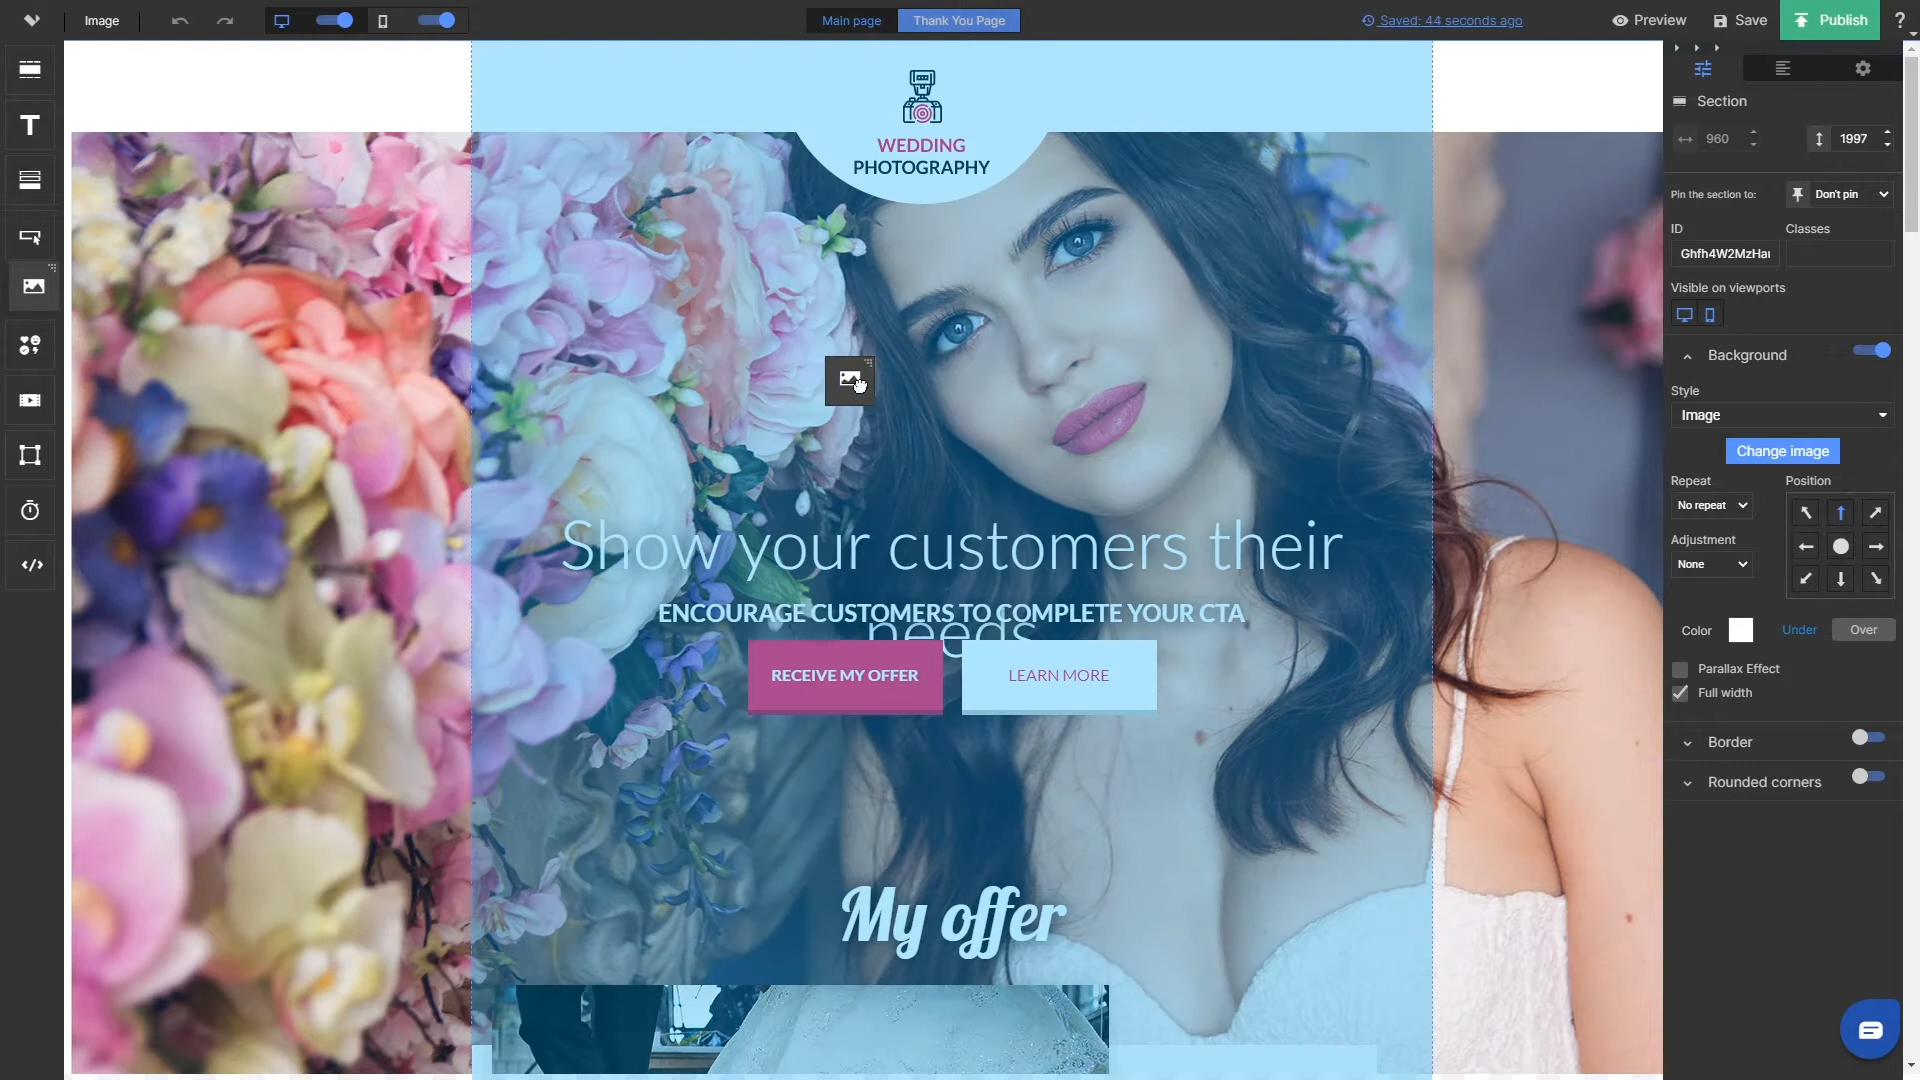 Image
Main page
Thank You Page
Saved: 44 seconds ago
Preview
Save
Publish
?
T
Section
960
1997
WEDDING
PHOTOGRAPHY
Pin the section to:
Don't pin
ID
Classes
Ghfh4W2MzHau
Visible on viewports
Background
Style
Image
Change image
Repeat
Position
No repeat
Adjustment
None
Color
Under
Over
Parallax Effect
Full width
Border
Rounded corners
Show your customers their
needs
ENCOURAGE CUSTOMERS TO COMPLETE YOUR CTA
RECEIVE MY OFFER
LEARN MORE
My offer